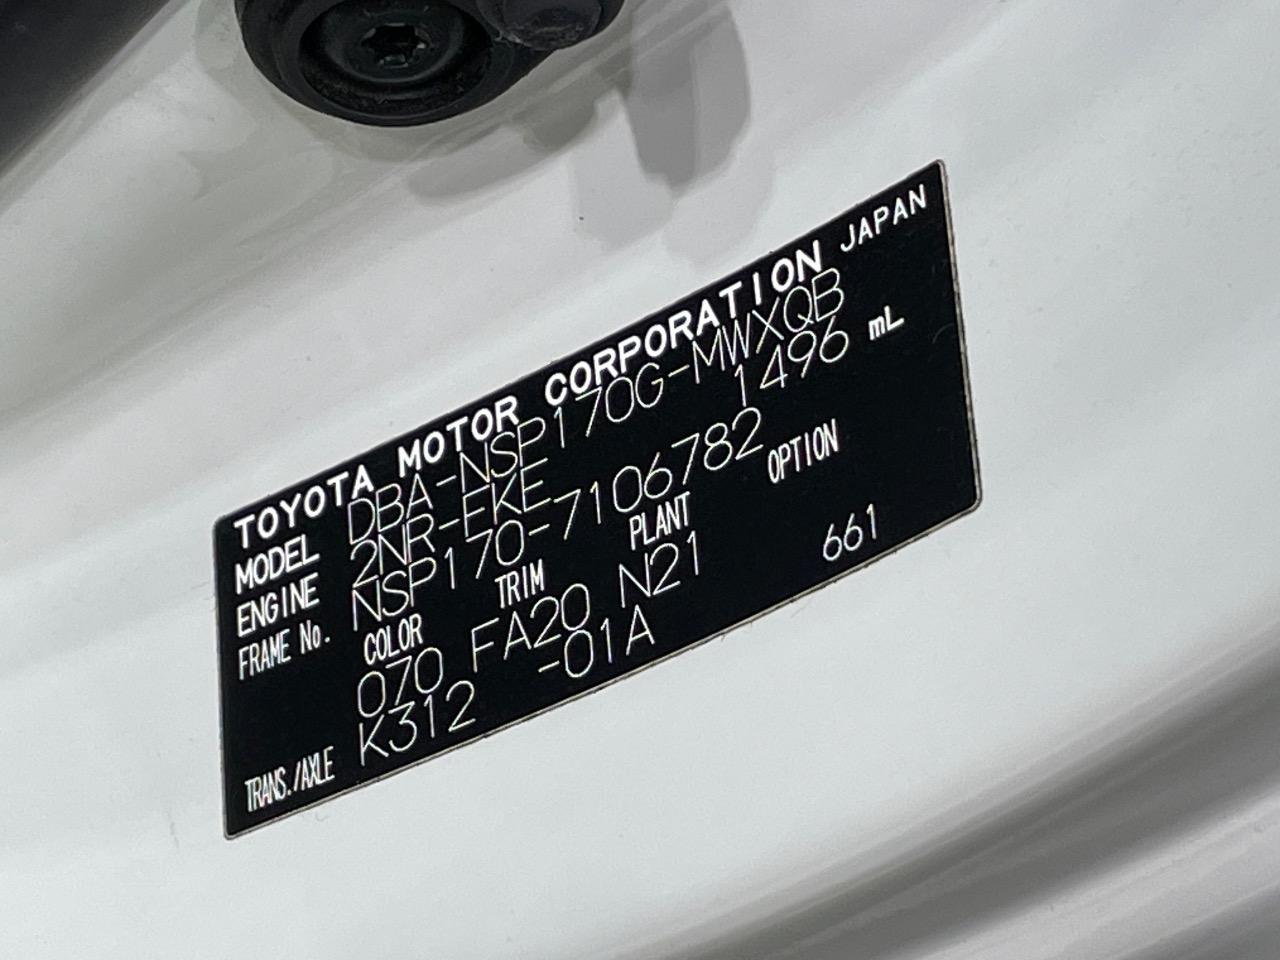 TOYOTA MOTOR CORPORATION JAPAN
MODEL DBA-NSP170G-MWXQB
ENGINE 2NR-FKE 1496 mL
FRAME No. NSP170-7106782
COLOR TRIM PLANT OPTION
070 FA20 N21 661
TRANS./AXLE K312 -01A